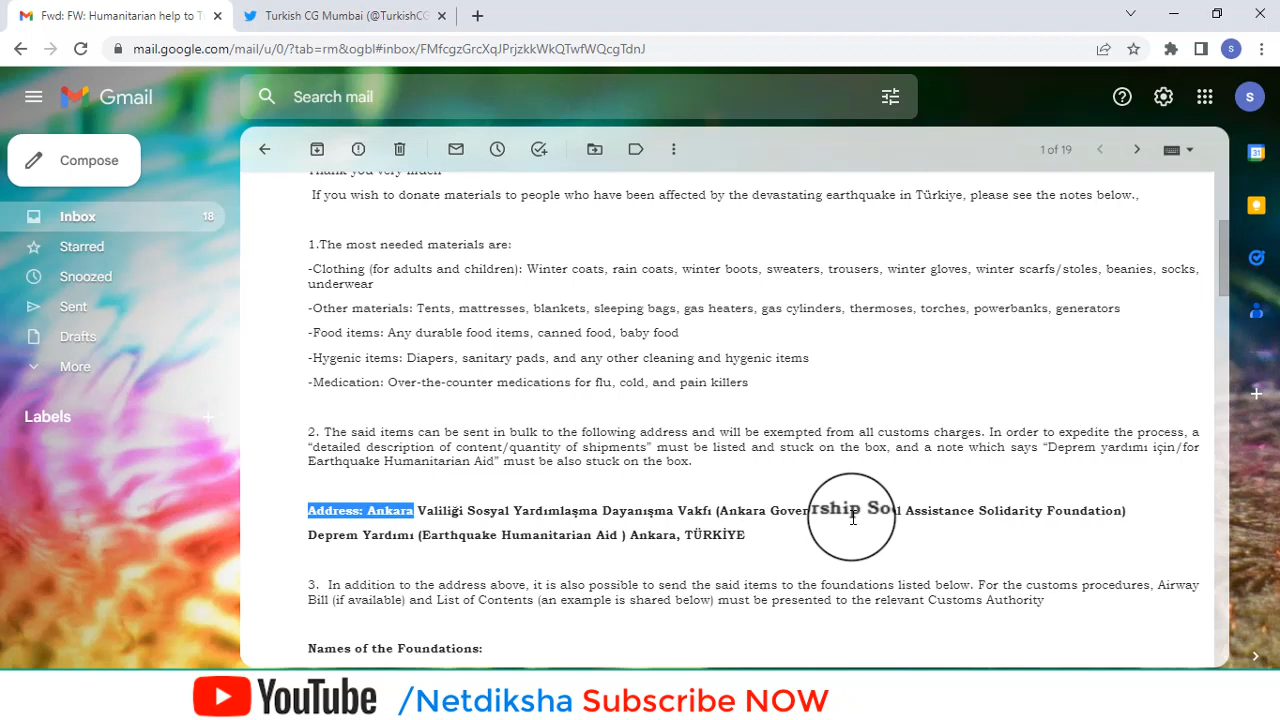 Fwd: FW: Humanitarian help to T
Turkish CG Mumbai (@TurkishCG
mail.google.com/mail/u/0/?tab=rm&ogbl#inbox/FMfcgzGrcXqJPrjzkkWkQTwfWQcgTdnJ
S
Gmail
Search mail
S
Compose
1 of 19
Inbox 18
Starred
Snoozed
Sent
Drafts
More
Labels
Thank you very much
If you wish to donate materials to people who have been affected by the devastating earthquake in Türkiye, please see the notes below.,
1.The most needed materials are:
-Clothing (for adults and children): Winter coats, rain coats, winter boots, sweaters, trousers, winter gloves, winter scarfs/stoles, beanies, socks,
underwear
-Other materials: Tents, mattresses, blankets, sleeping bags, gas heaters, gas cylinders, thermoses, torches, powerbanks, generators
-Food items: Any durable food items, canned food, baby food
-Hygenic items: Diapers, sanitary pads, and any other cleaning and hygenic items
-Medication: Over-the-counter medications for flu, cold, and pain killers
2. The said items can be sent in bulk to the following address and will be exempted from all customs charges. In order to expedite the process, a
“detailed description of content/quantity of shipments” must be listed and stuck on the box, and a note which says “Deprem yardımı için/for
Earthquake Humanitarian Aid” must be also stuck on the box.
Address: Ankara Valiliği Sosyal Yardımlaşma Dayanışma Vakfı (Ankara Governership Social Assistance Solidarity Foundation)
Deprem Yardımı (Earthquake Humanitarian Aid ) Ankara, TÜRKİYE
3. In addition to the address above, it is also possible to send the said items to the foundations listed below. For the customs procedures, Airway
Bill (if available) and List of Contents (an example is shared below) must be presented to the relevant Customs Authority
Names of the Foundations:
YouTube /Netdiksha Subscribe NOW